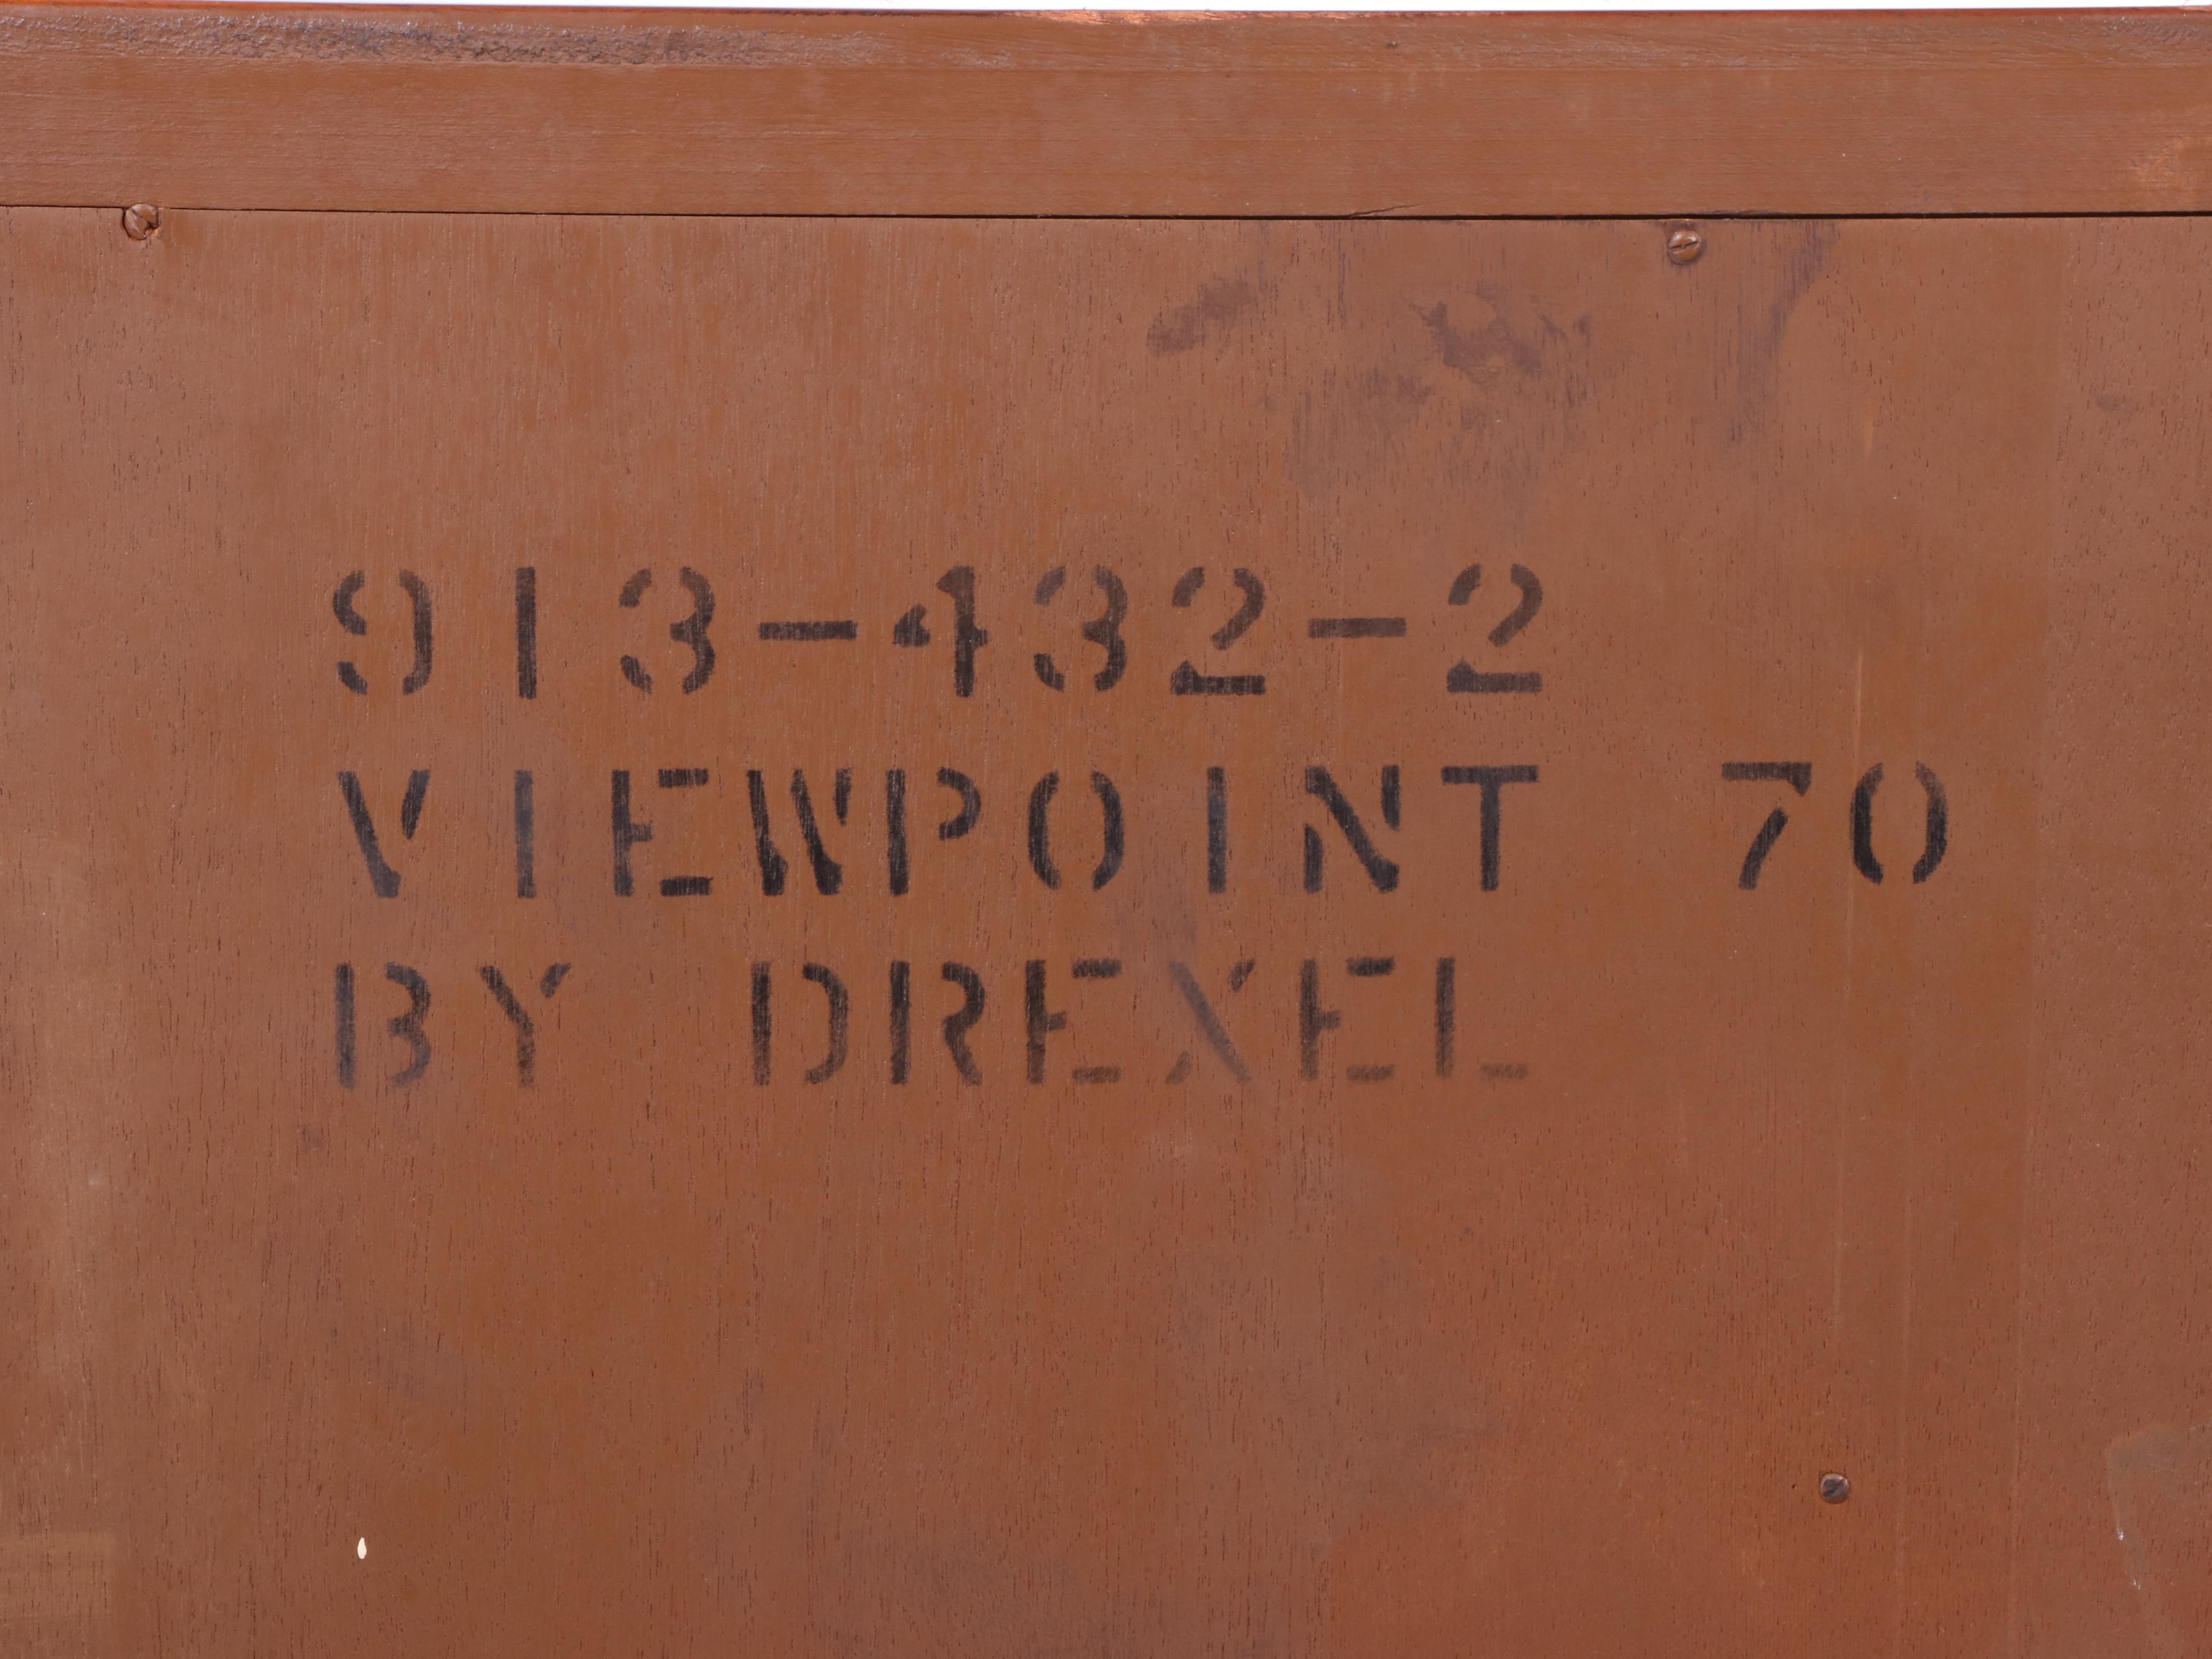 913-432-2
VIEWPOINT 70
BY DREXEL